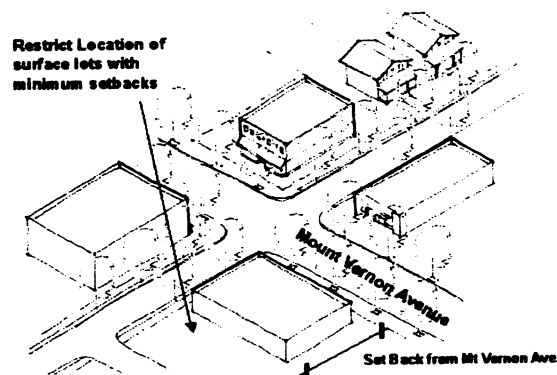 Restrict Location of
surface lots with
minimum setbacks
Mount Vernon Avenue
Set Back from Mt Vernon Ave